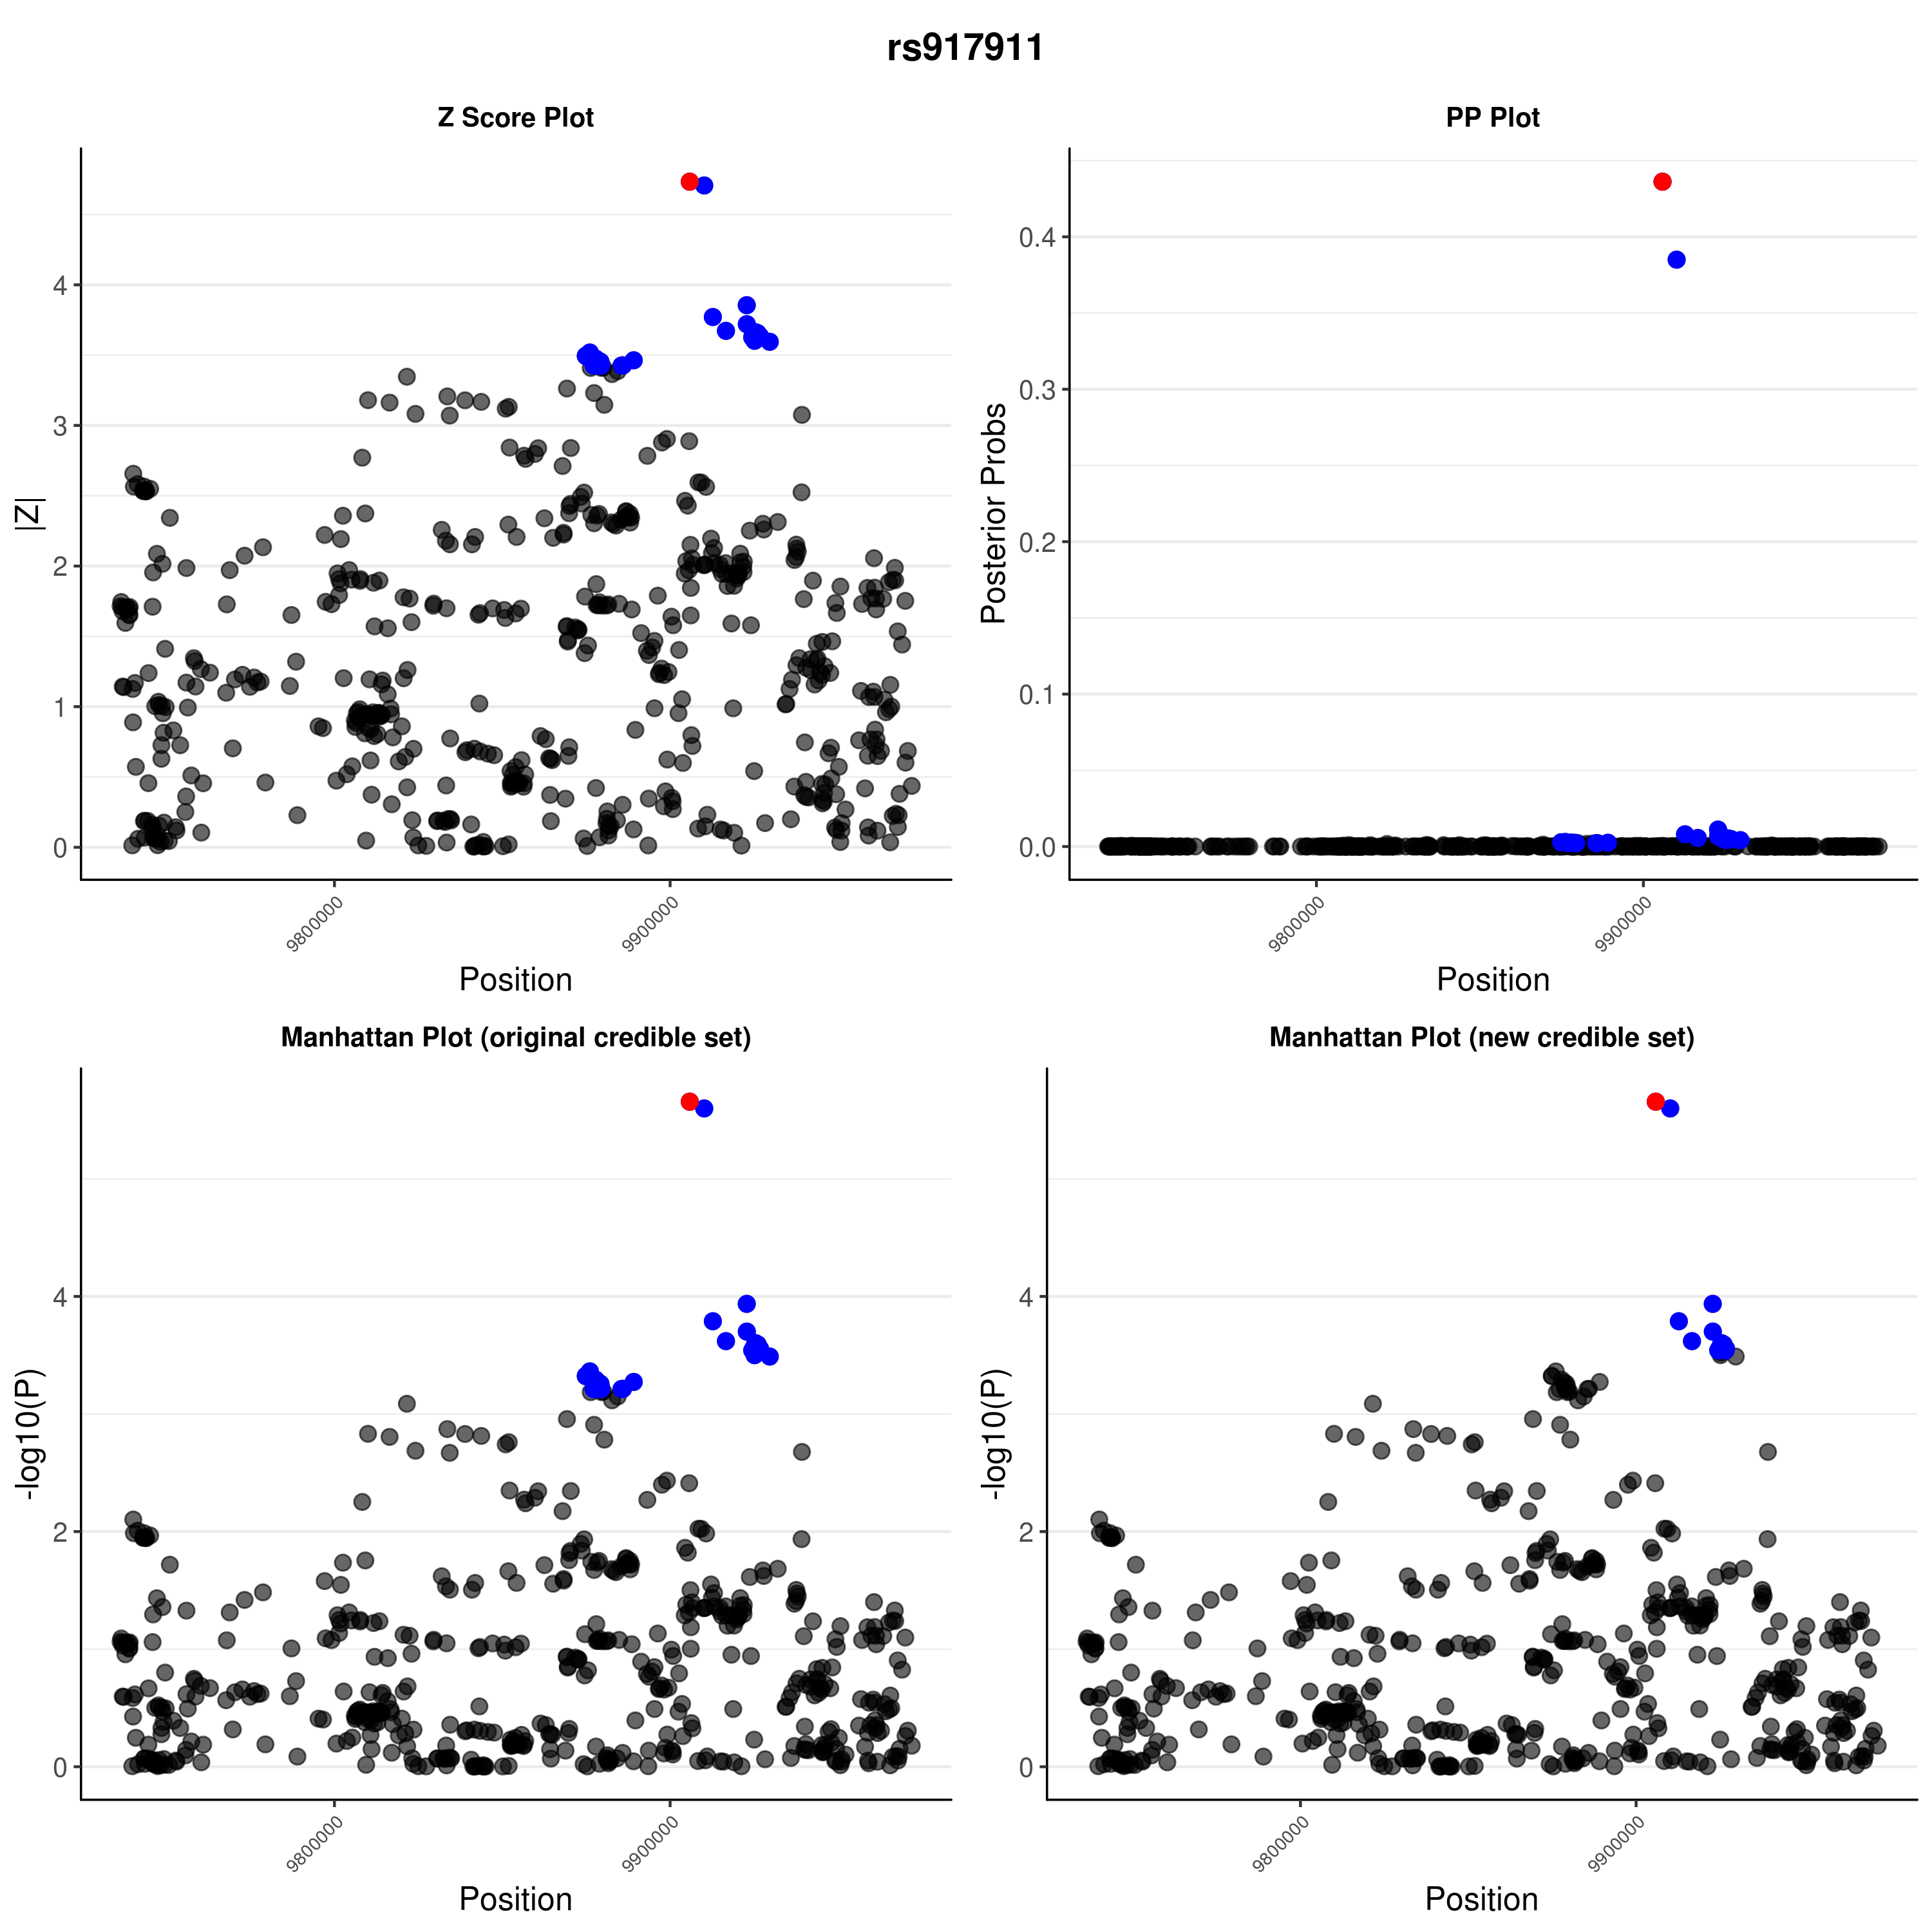 rs917911
Z Score Plot
|Z|
4
3
2
1
0
9800000
9900000
Position
PP Plot
Posterior Probs
0.4
0.3
0.2
0.1
0.0
9800000
9900000
Position
Manhattan Plot (original credible set)
-log10(P)
4
2
0
9800000
9900000
Position
Manhattan Plot (new credible set)
-log10(P)
4
2
0
9800000
9900000
Position